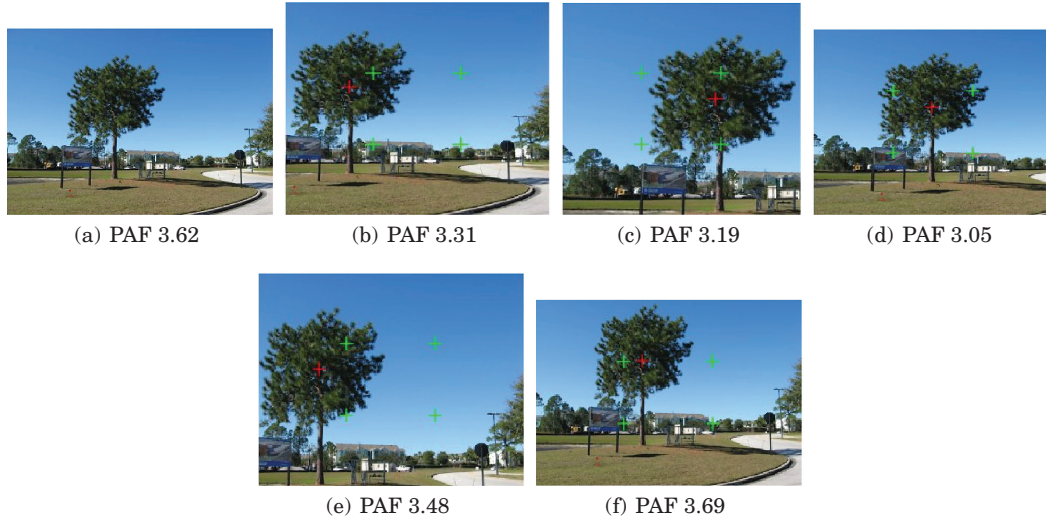 (a) PAF 3.62
(b) PAF 3.31
(c) PAF 3.19
(d) PAF 3.05
(e) PAF 3.48
(f) PAF 3.69